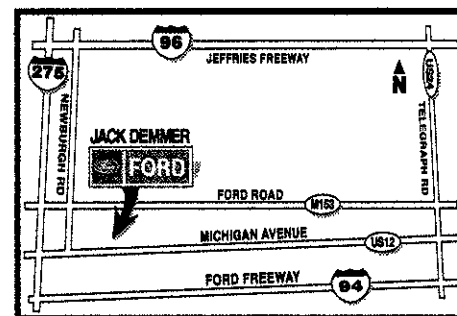 96
JEFFRIES FREEWAY
275
US24
N
NEWBURGH RD
TELEGRAPH RD
JACK DEMMER
FORD
FORD ROAD
M153
MICHIGAN AVENUE
US12
FORD FREEWAY
94